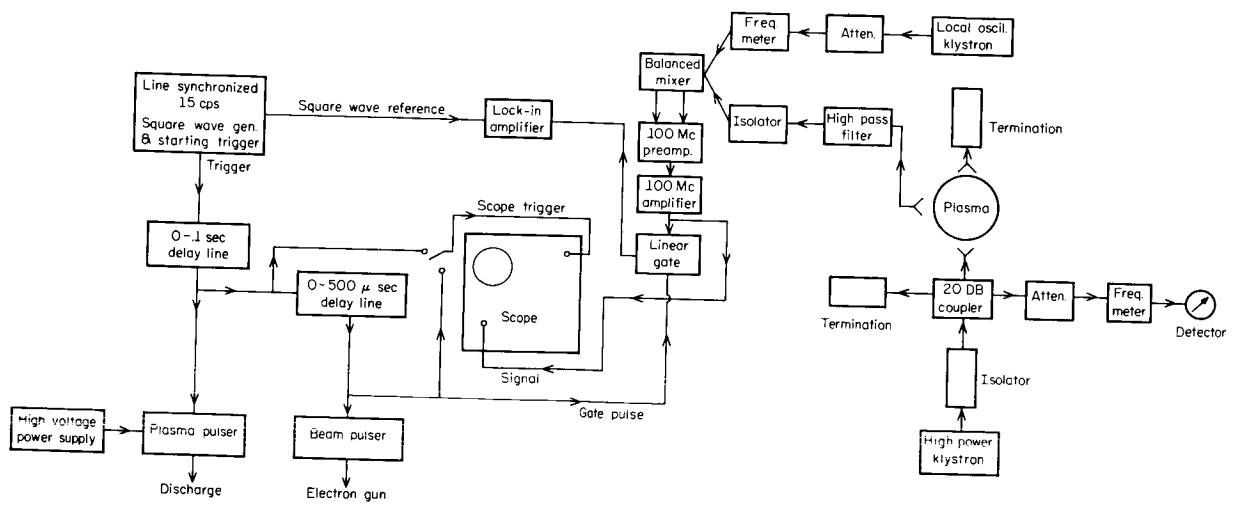 Line synchronized
15 cps
Square wave gen.
& starting trigger
Trigger
Square wave reference
Lock-in
amplifier
Balanced
mixer
Freq.
meter
Atten.
Local oscil.
klystron
100 Mc
preamp.
Isolator
High pass
filter
Termination
100 Mc
amplifier
Plasma
0-.1 sec
delay line
Scope trigger
Linear
gate
0-500 μ sec
delay line
Scope
Signal
Gate pulse
Termination
20 DB
coupler
Atten.
Freq.
meter
Detector
Isolator
High power
klystron
High voltage
power supply
Plasma pulser
Beam pulser
Discharge
Electron gun